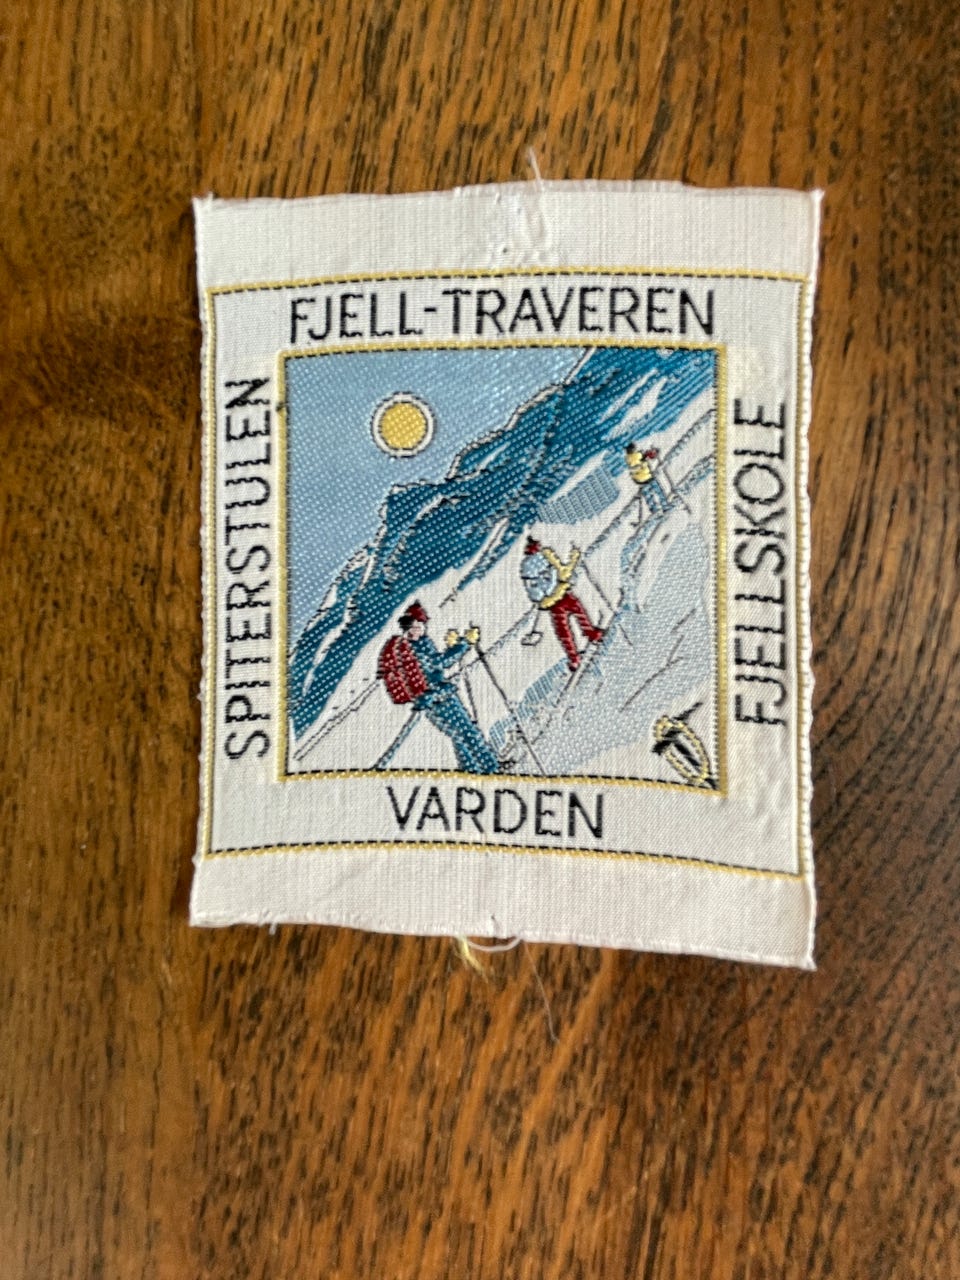 FJELL-TRAVEREN
SPITERSTULEN
FJELLSKOLE
VARDEN